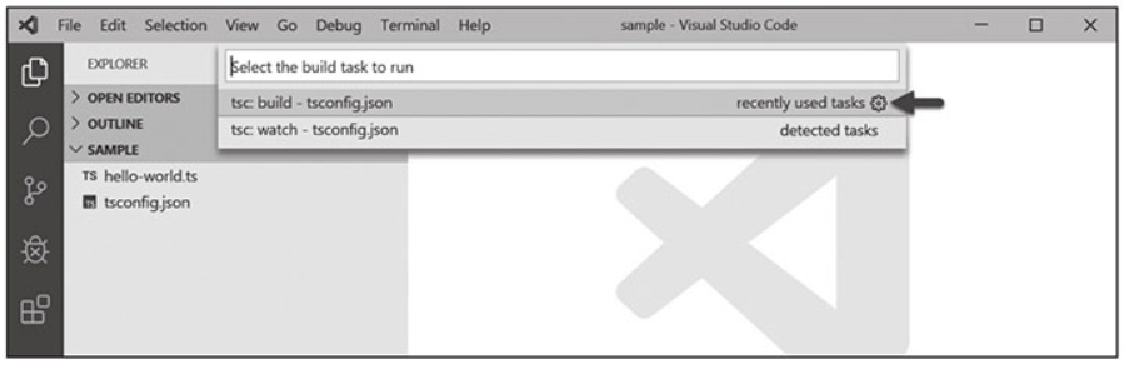 File Edit Selection View Go Debug Terminal Help sample - Visual Studio Code
EXPLORER
Select the build task to run
> OPEN EDITORS
tsc: build - tsconfig.json recently used tasks
> OUTLINE
tsc: watch - tsconfig.json detected tasks
SAMPLE
TS hello-world.ts
tsconfig.json